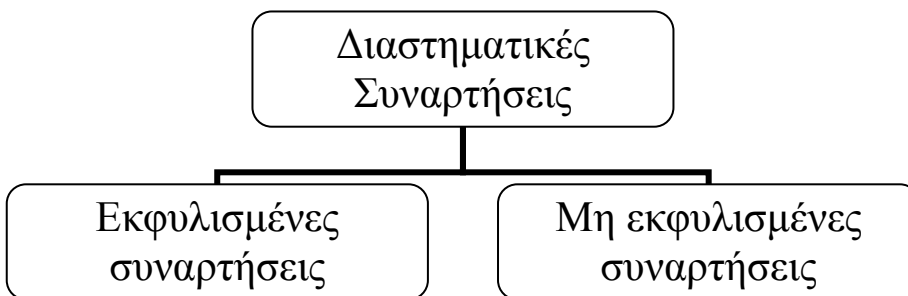 Διαστηματικές
Συναρτήσεις
Εκφυλισμένες
συναρτήσεις
Μη εκφυλισμένες
συναρτήσεις